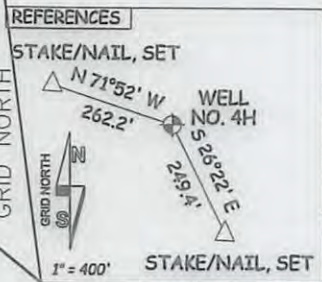 REFERENCES
STAKE/NAIL, SET
N 71°52' W
262.2'
WELL
NO. 4H
S 26°22' E
249.4'
GRID NORTH
GRID NORTH
N
S
1" = 400'
STAKE/NAIL, SET